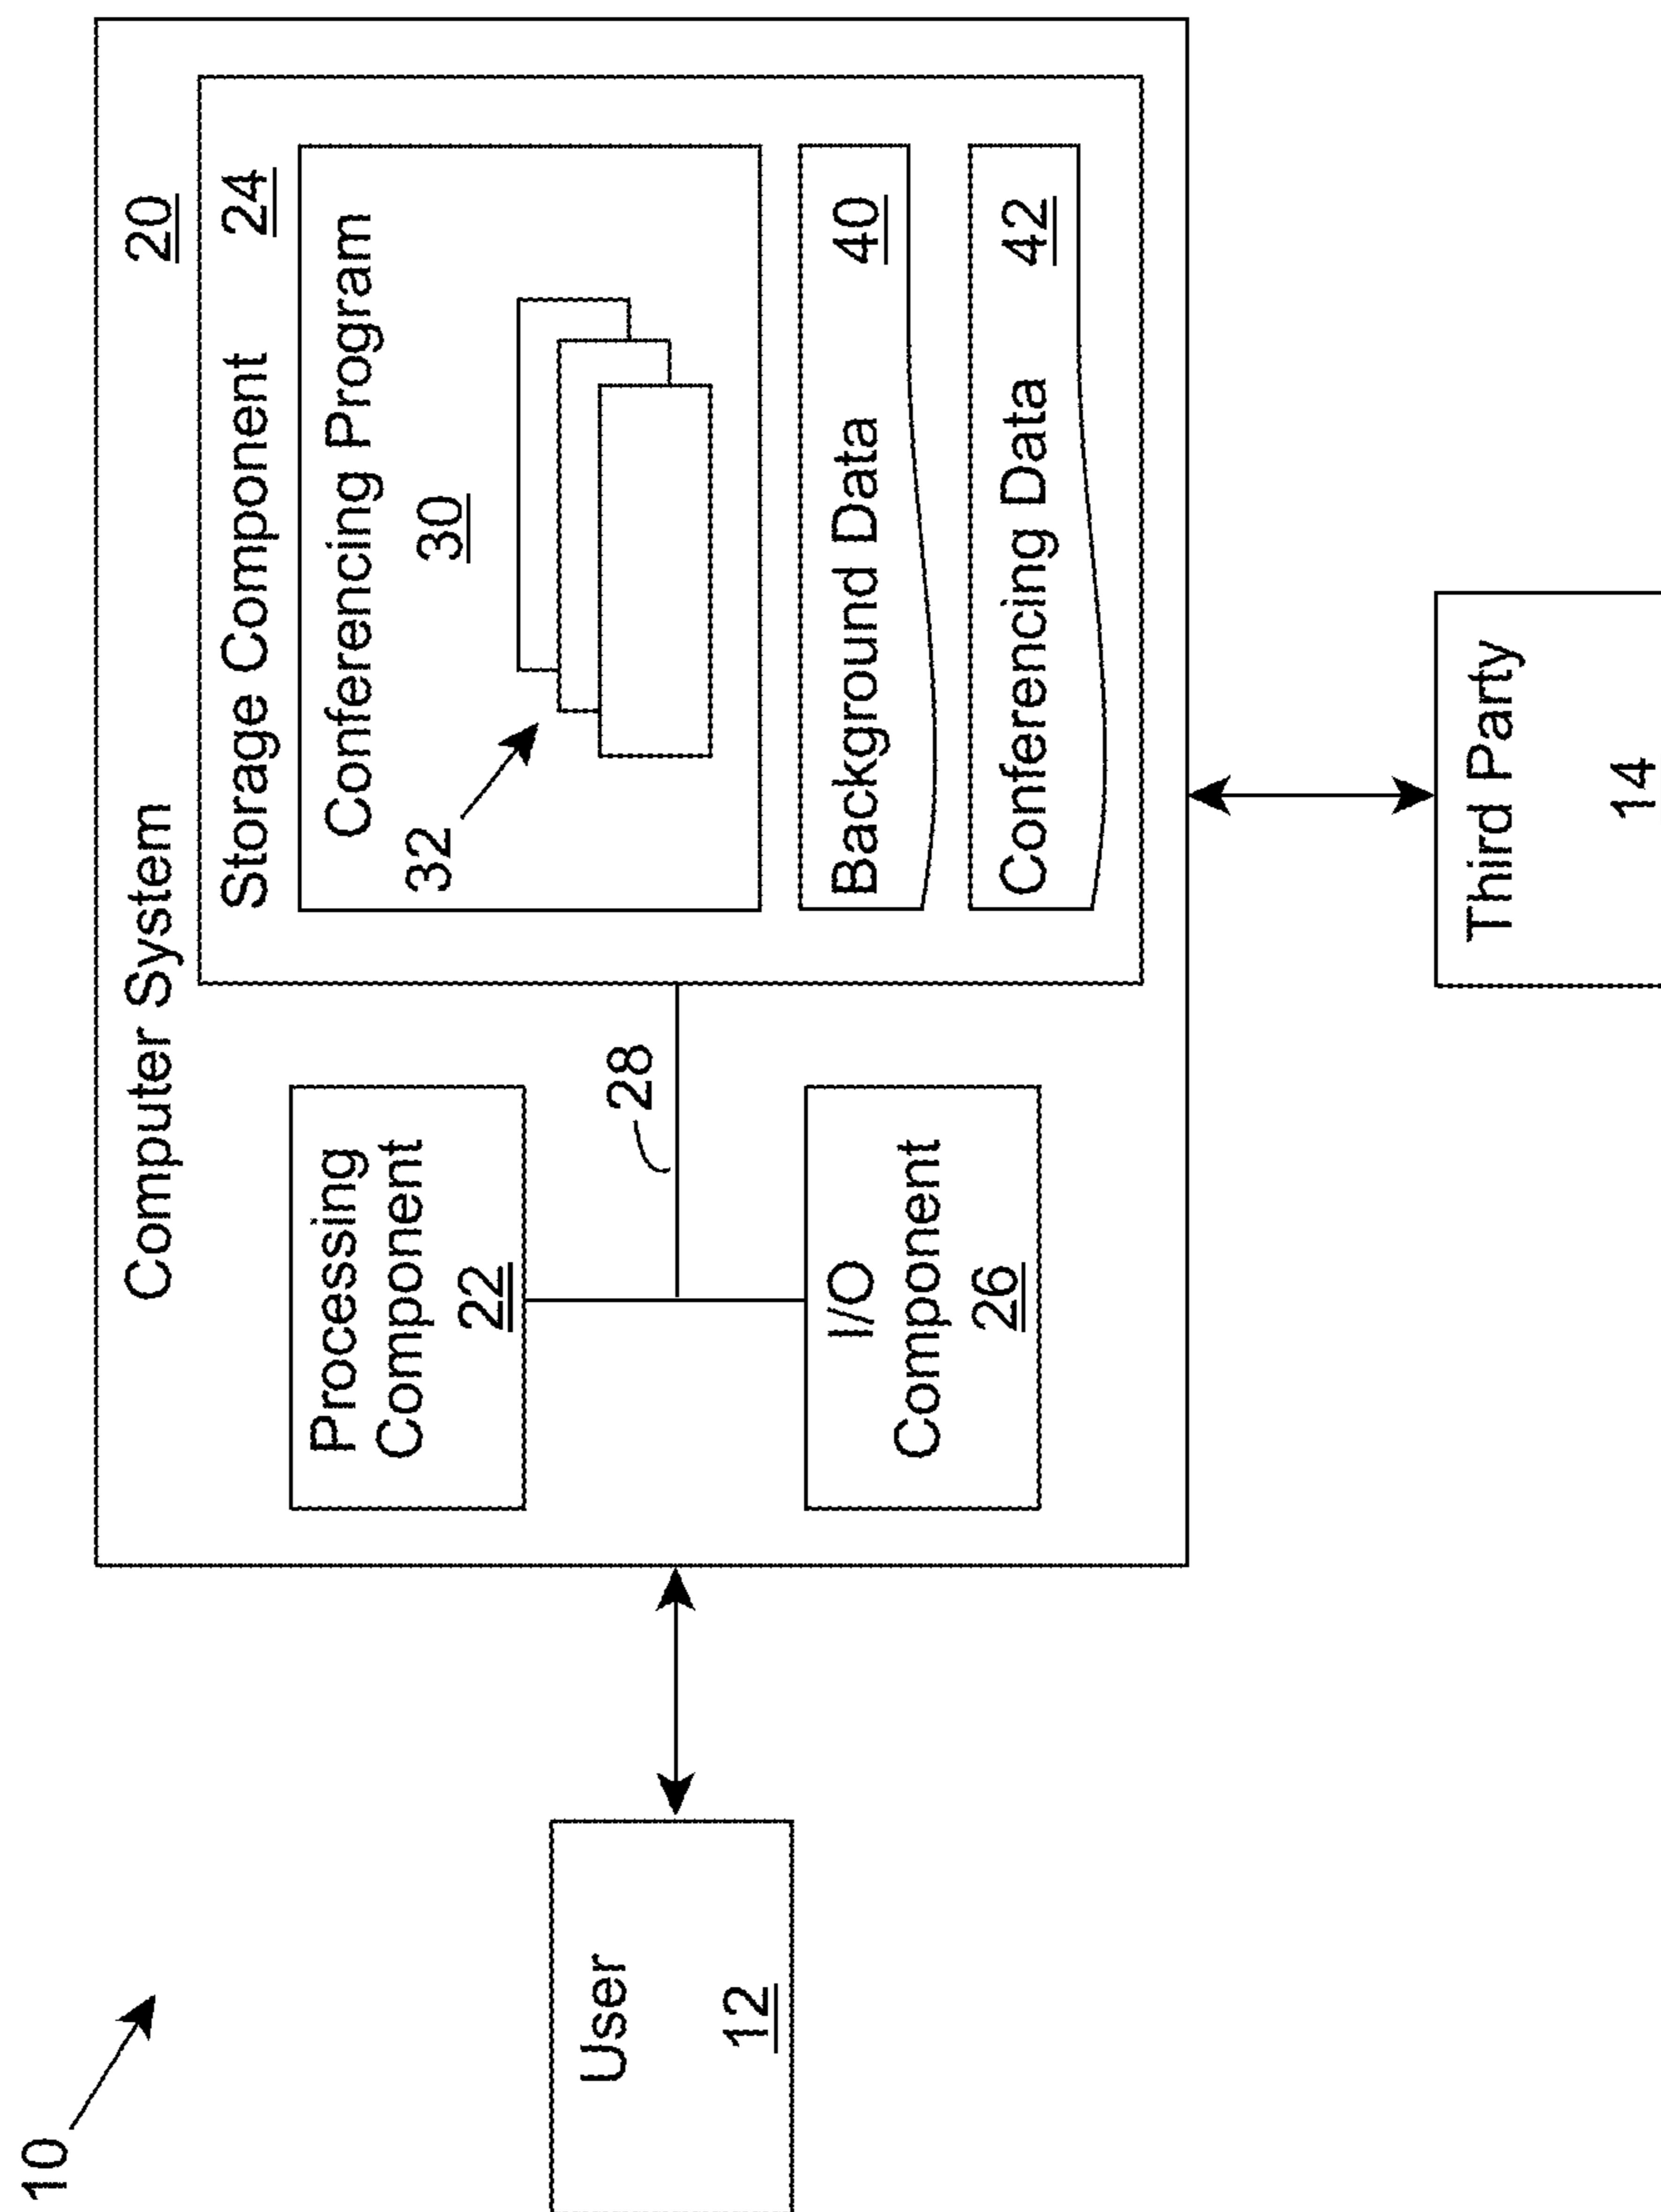 10
Computer System 20
Storage Component 24
Processing
Component
22
Conferencing Program
30
32
28
User
12
I/O
Component
26
Background Data 40
Conferencing Data 42
Third Party
14